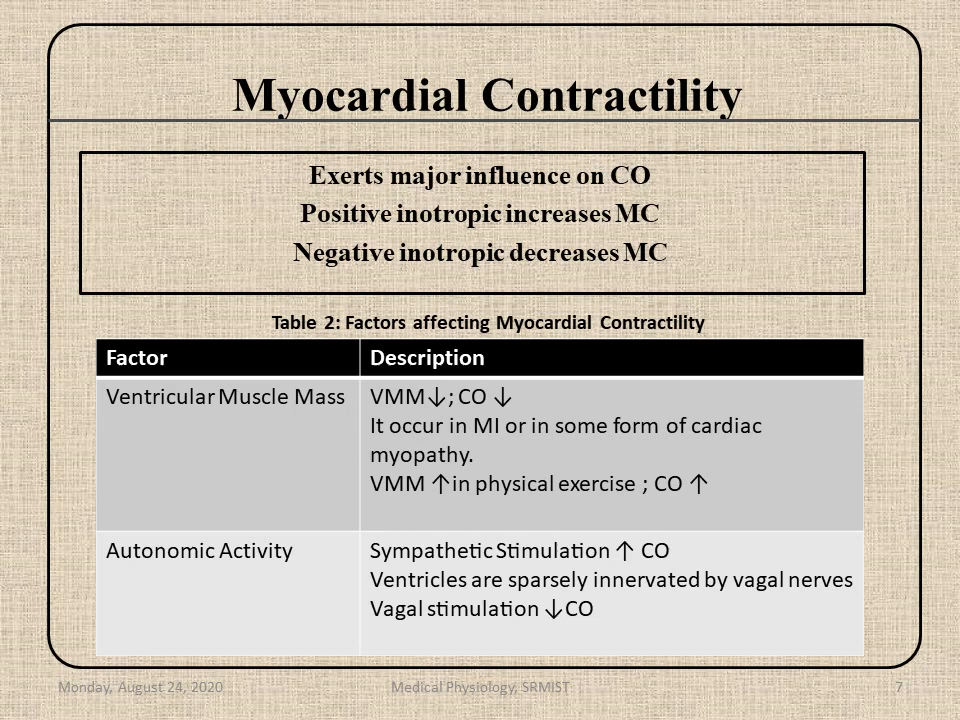 Myocardial Contractility
Exerts major influence on CO
Positive inotropic increases MC
Negative inotropic decreases MC
Table 2: Factors affecting Myocardial Contractility
Factor
Description
Ventricular Muscle Mass
VMM↓; CO ↓
It occur in MI or in some form of cardiac
myopathy.
VMM ↑in physical exercise ; CO ↑
Autonomic Activity
Sympathetic Stimulation ↑ CO
Ventricles are sparsely innervated by vagal nerves
Vagal stimulation ↓CO
Monday, August 24, 2020
Medical Physiology, SRMIST
7